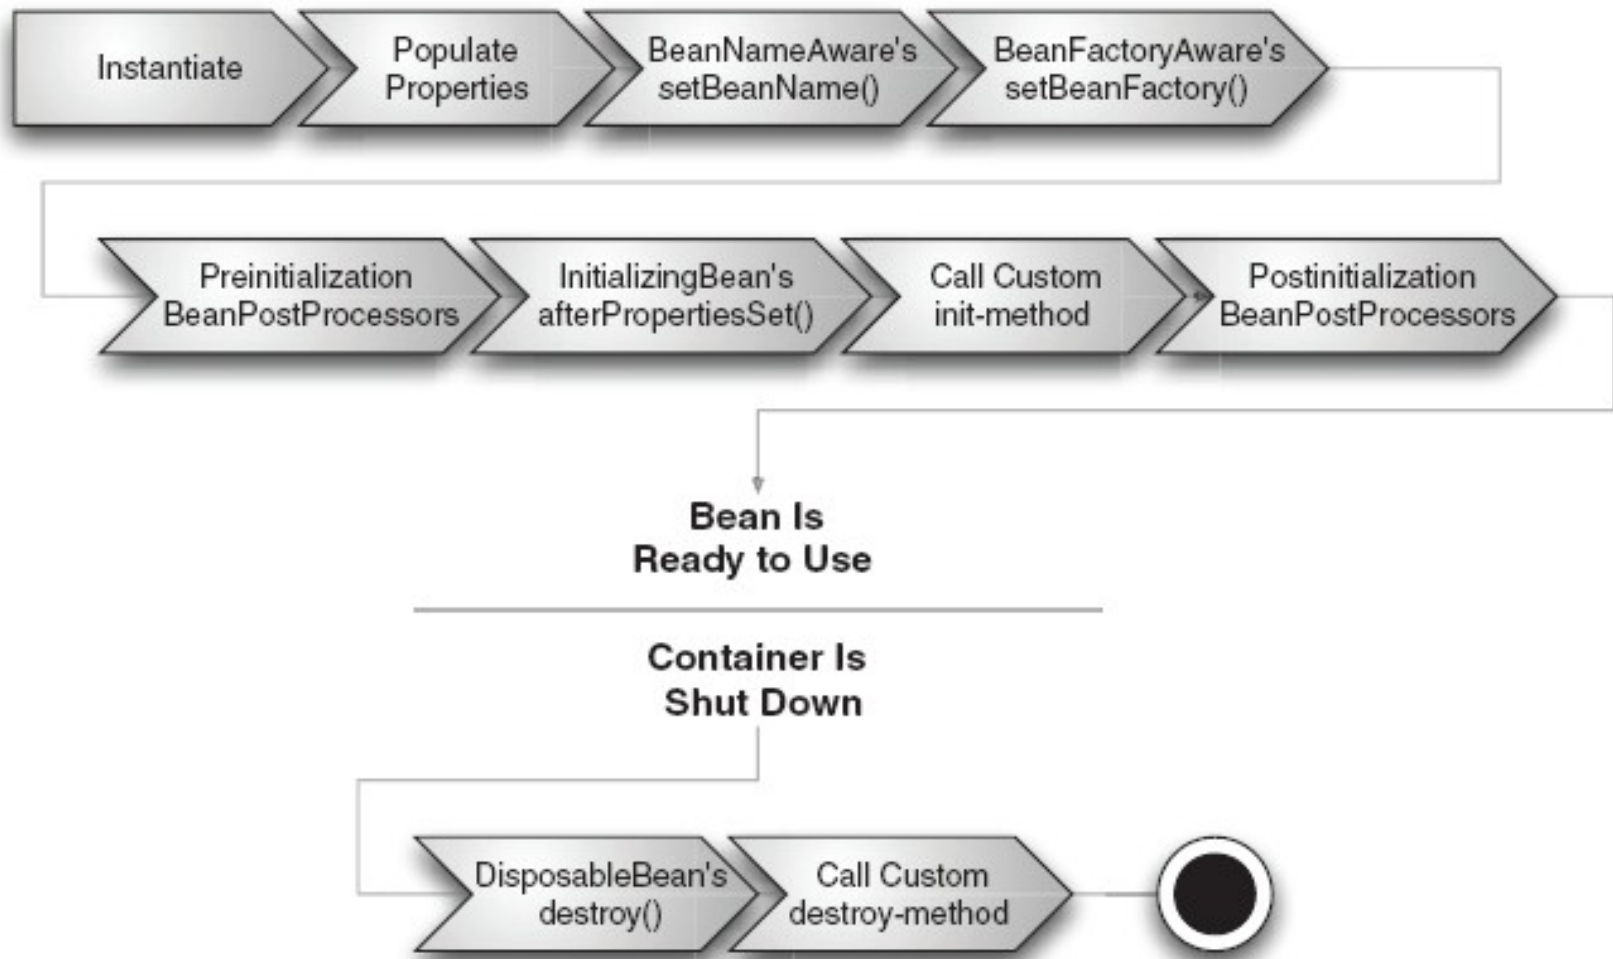 Instantiate
Populate
Properties
BeanNameAware's
setBeanName()
BeanFactoryAware's
setBeanFactory()
Preinitialization
BeanPostProcessors
InitializingBean's
afterPropertiesSet()
Call Custom
init-method
Postinitialization
BeanPostProcessors
Bean Is
Ready to Use
Container Is
Shut Down
DisposableBean's
destroy()
Call Custom
destroy-method